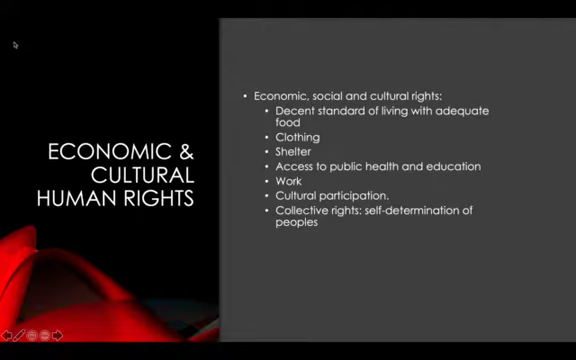 ECONOMIC &
CULTURAL
HUMAN RIGHTS
• Economic, social and cultural rights:
• Decent standard of living with adequate
food
• Clothing
• Shelter
• Access to public health and education
• Work
• Cultural participation.
• Collective rights: self-determination of
peoples